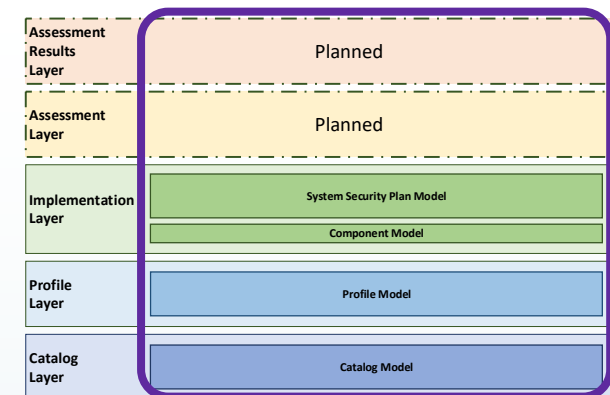 Assessment
Results
Layer
Planned
Assessment
Layer
Planned
Implementation
Layer
System Security Plan Model
Component Model
Profile
Layer
Profile Model
Catalog
Layer
Catalog Model